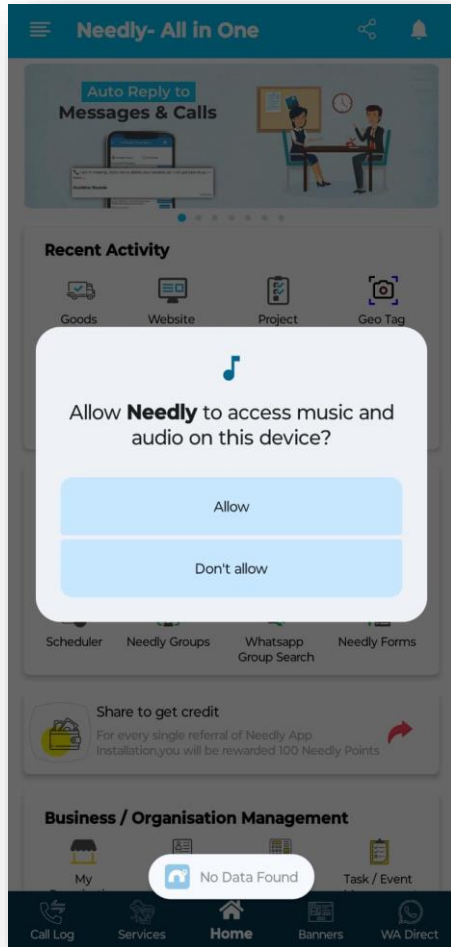 Needly- All in One
Auto Reply to
Messages & Calls
Recent Activity
Goods
Website
Project
Geo Tag
Allow Needly to access music and
audio on this device?
Allow
Don't allow
Scheduler
Needly Groups
Whatsapp
Group Search
Needly Forms
Share to get credit
For every single referral of Needly App
Installation,you will be rewarded 100 Needly Points
Business / Organisation Management
My
Task / Event
No Data Found
Call Log
Services
Home
Banners
WA Direct